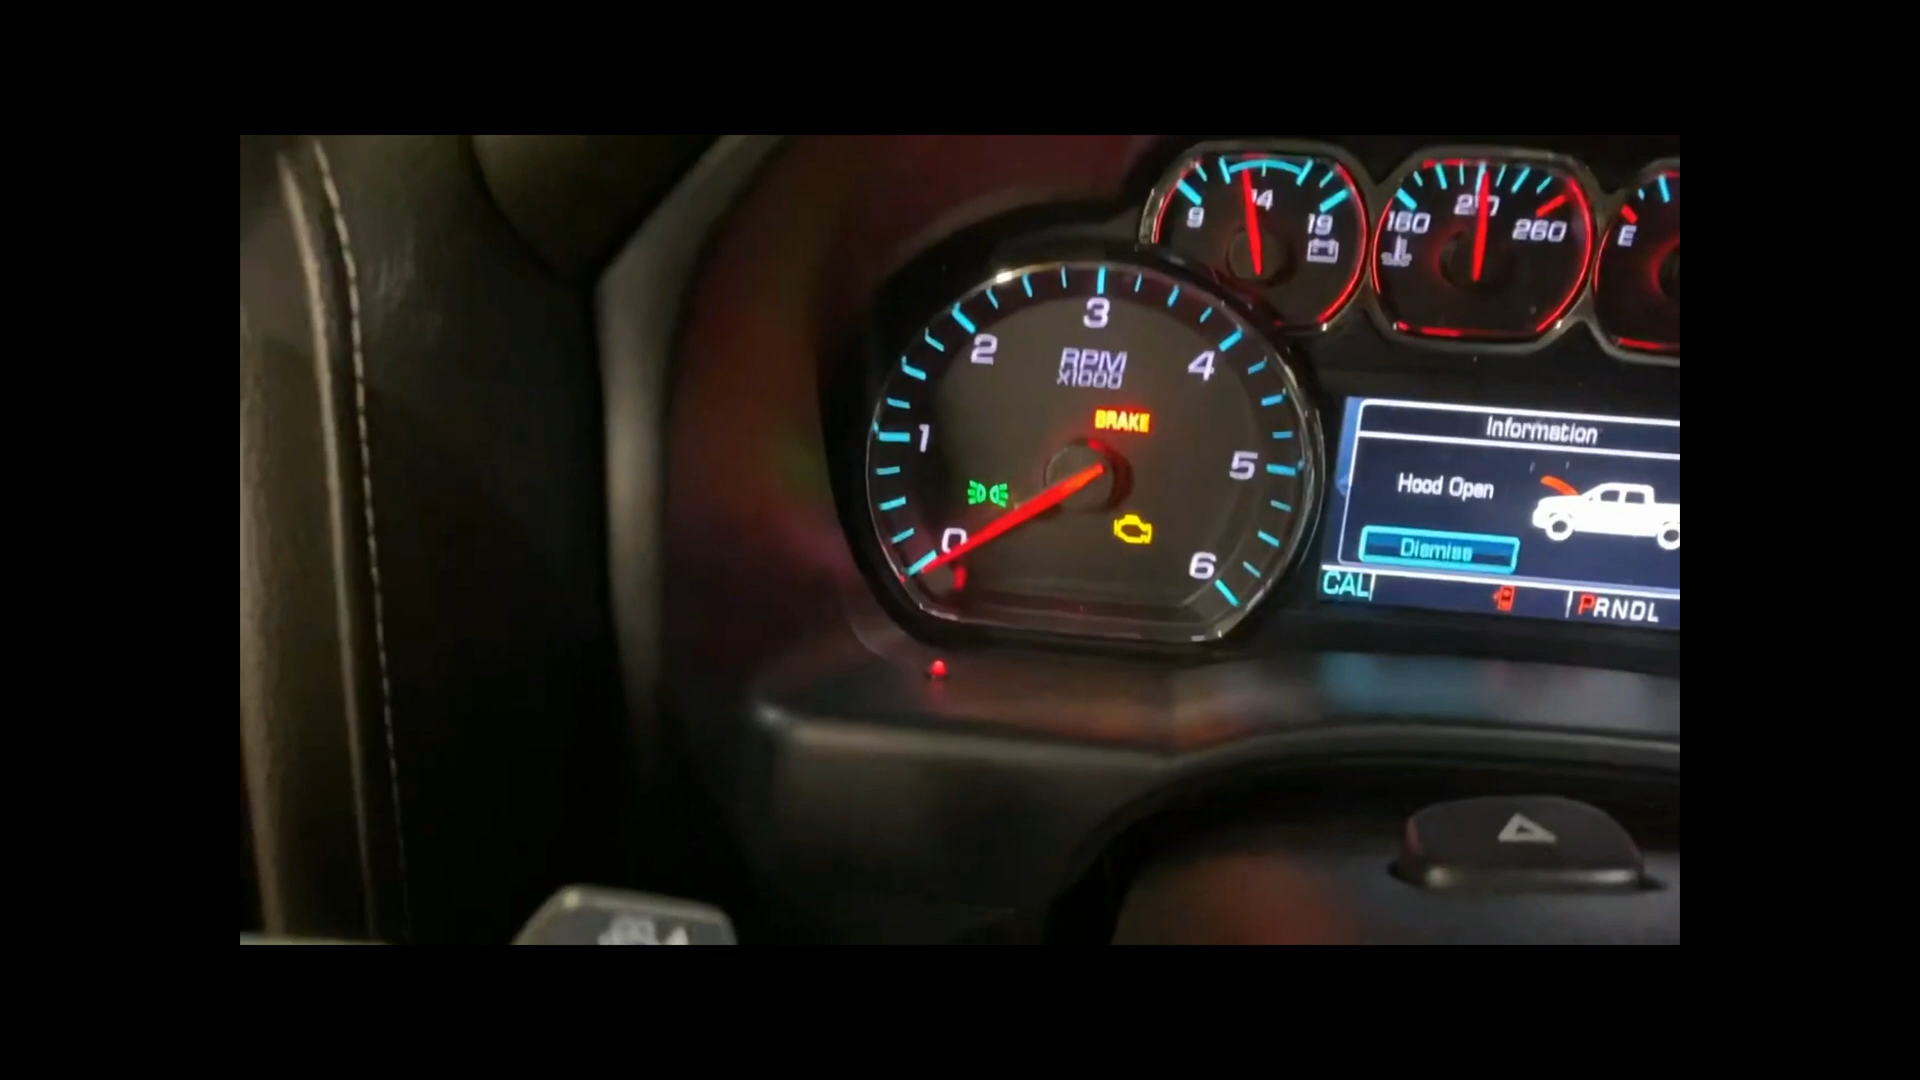 9 14 19
160 210 260
E
3
2
4
RPM
x1000
BRAKE
1
5
0
6
Information
Hood Open
Dismiss
CAL
PRNDL